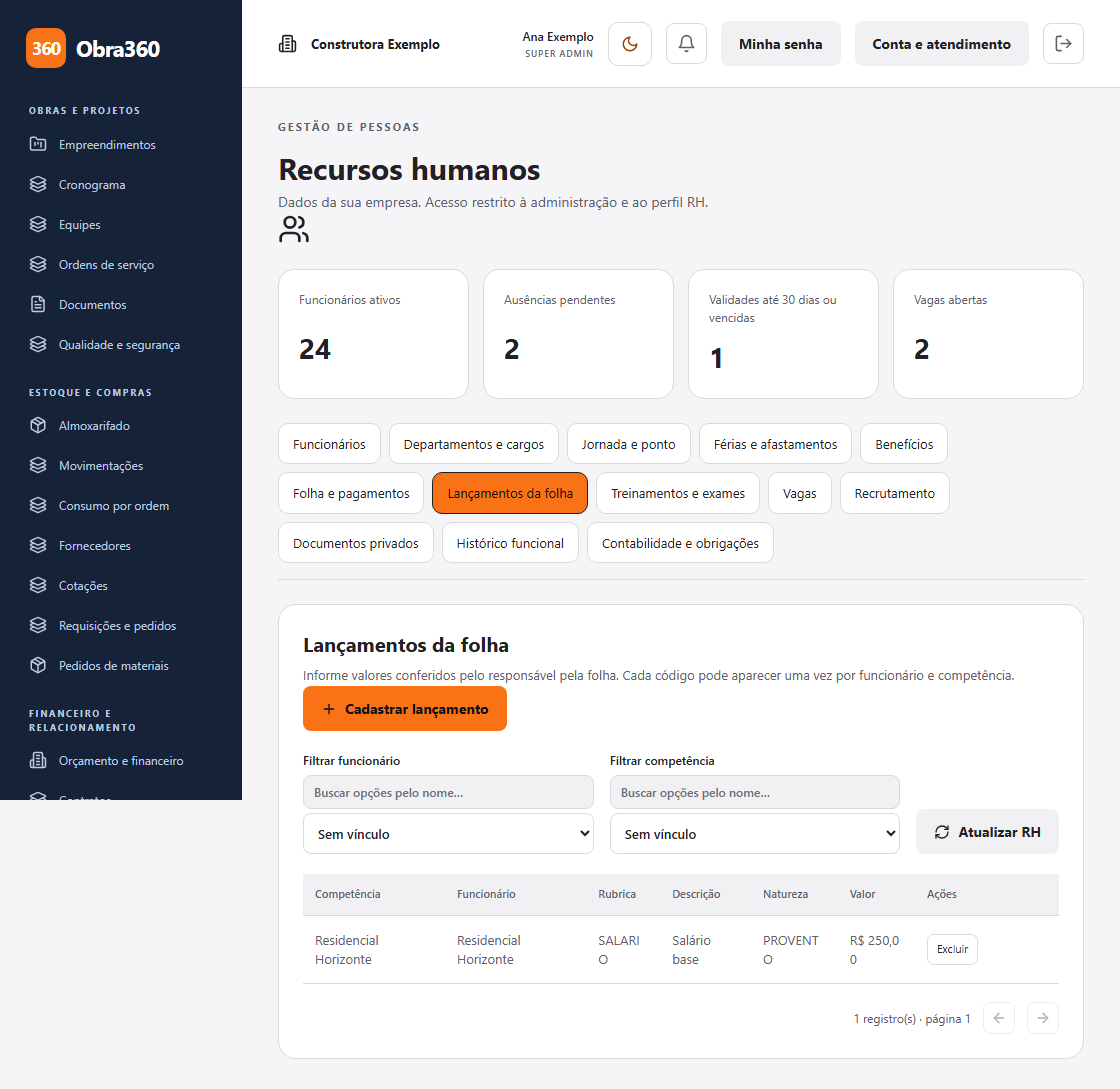 360 Obra360
Construtora Exemplo
Ana Exemplo
SUPER ADMIN
Minha senha
Conta e atendimento
OBRAS E PROJETOS
Empreendimentos
Cronograma
Equipes
Ordens de serviço
Documentos
Qualidade e segurança
ESTOQUE E COMPRAS
Almoxarifado
Movimentações
Consumo por ordem
Fornecedores
Cotações
Requisições e pedidos
Pedidos de materiais
FINANCEIRO E
RELACIONAMENTO
Orçamento e financeiro
GESTÃO DE PESSOAS
Recursos humanos
Dados da sua empresa. Acesso restrito à administração e ao perfil RH.
Funcionários ativos
24
Ausências pendentes
2
Validades até 30 dias ou
vencidas
1
Vagas abertas
2
Funcionários
Departamentos e cargos
Jornada e ponto
Férias e afastamentos
Benefícios
Folha e pagamentos
Lançamentos da folha
Treinamentos e exames
Vagas
Recrutamento
Documentos privados
Histórico funcional
Contabilidade e obrigações
Lançamentos da folha
Informe valores conferidos pelo responsável pela folha. Cada código pode aparecer uma vez por funcionário e competência.
+ Cadastrar lançamento
Filtrar funcionário
Buscar opções pelo nome...
Sem vínculo
Filtrar competência
Buscar opções pelo nome...
Sem vínculo
Atualizar RH
Competência Funcionário Rubrica Descrição Natureza Valor Ações
Residencial Residencial SALARI Salário PROVENT R$ 250,0 Excluir
Horizonte Horizonte O base O 0
1 registro(s) · página 1